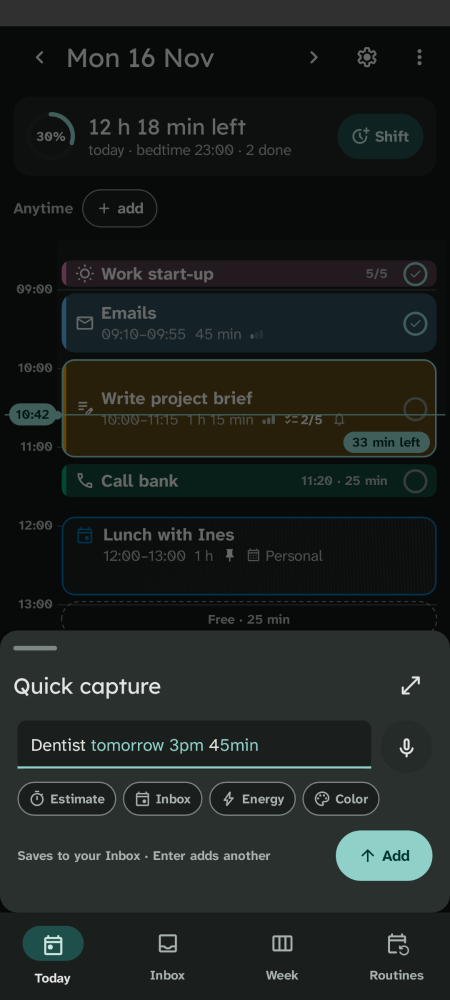 Mon 16 Nov
30%
12 h 18 min left
today · bedtime 23:00 · 2 done
Shift
Anytime
+ add
Work start-up
5/5
09:00
Emails
09:10–09:55 45 min
10:00
Write project brief
10:00–11:15 1 h 15 min 2/5
10:42
33 min left
11:00
Call bank
11:20 · 25 min
12:00
Lunch with Ines
12:00–13:00 1 h Personal
13:00
Free · 25 min
Quick capture
Dentist tomorrow 3pm 45min
Estimate
Inbox
Energy
Color
Saves to your Inbox · Enter adds another
Add
Today
Inbox
Week
Routines